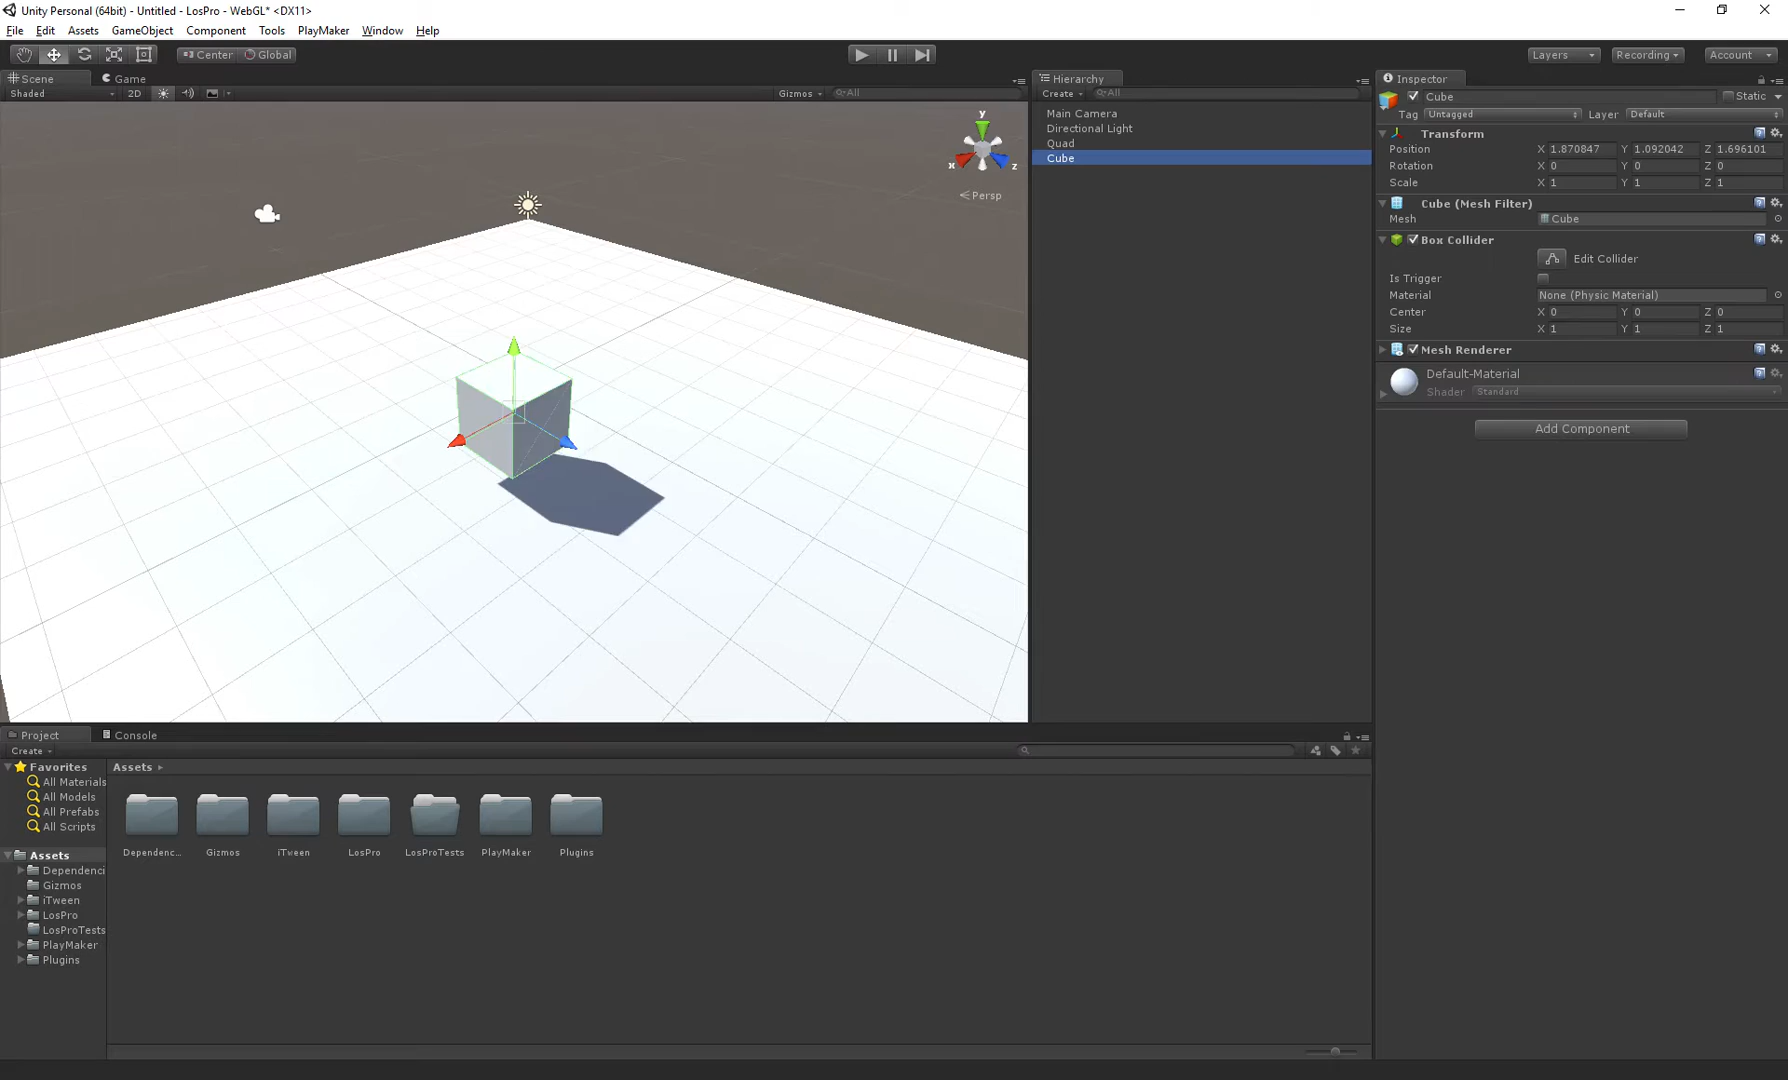 Unity Personal (64bit) - Untitled - LosPro - WebGL* <DX11>
File Edit Assets GameObject Component Tools PlayMaker Window Help
Center Global Layers Recording Account
Scene Game
Shaded 2D Gizmos All
y
x z
Persp
Hierarchy
Create All
Main Camera
Directional Light
Quad
Cube
Inspector
Cube Static
Tag Untagged Layer Default
Transform
Position X 1.870847 Y 1.092042 Z 1.696101
Rotation X 0 Y 0 Z 0
Scale X 1 Y 1 Z 1
Cube (Mesh Filter)
Mesh Cube
Box Collider
Edit Collider
Is Trigger
Material None (Physic Material)
Center X 0 Y 0 Z 0
Size X 1 Y 1 Z 1
Mesh Renderer
Default-Material
Shader Standard
Add Component
Project Console
Create
Favorites
All Materials
All Models
All Prefabs
All Scripts
Assets
Dependenci
Gizmos
iTween
LosPro
LosProTests
PlayMaker
Plugins
Assets
Dependenc... Gizmos iTween LosPro LosProTests PlayMaker Plugins